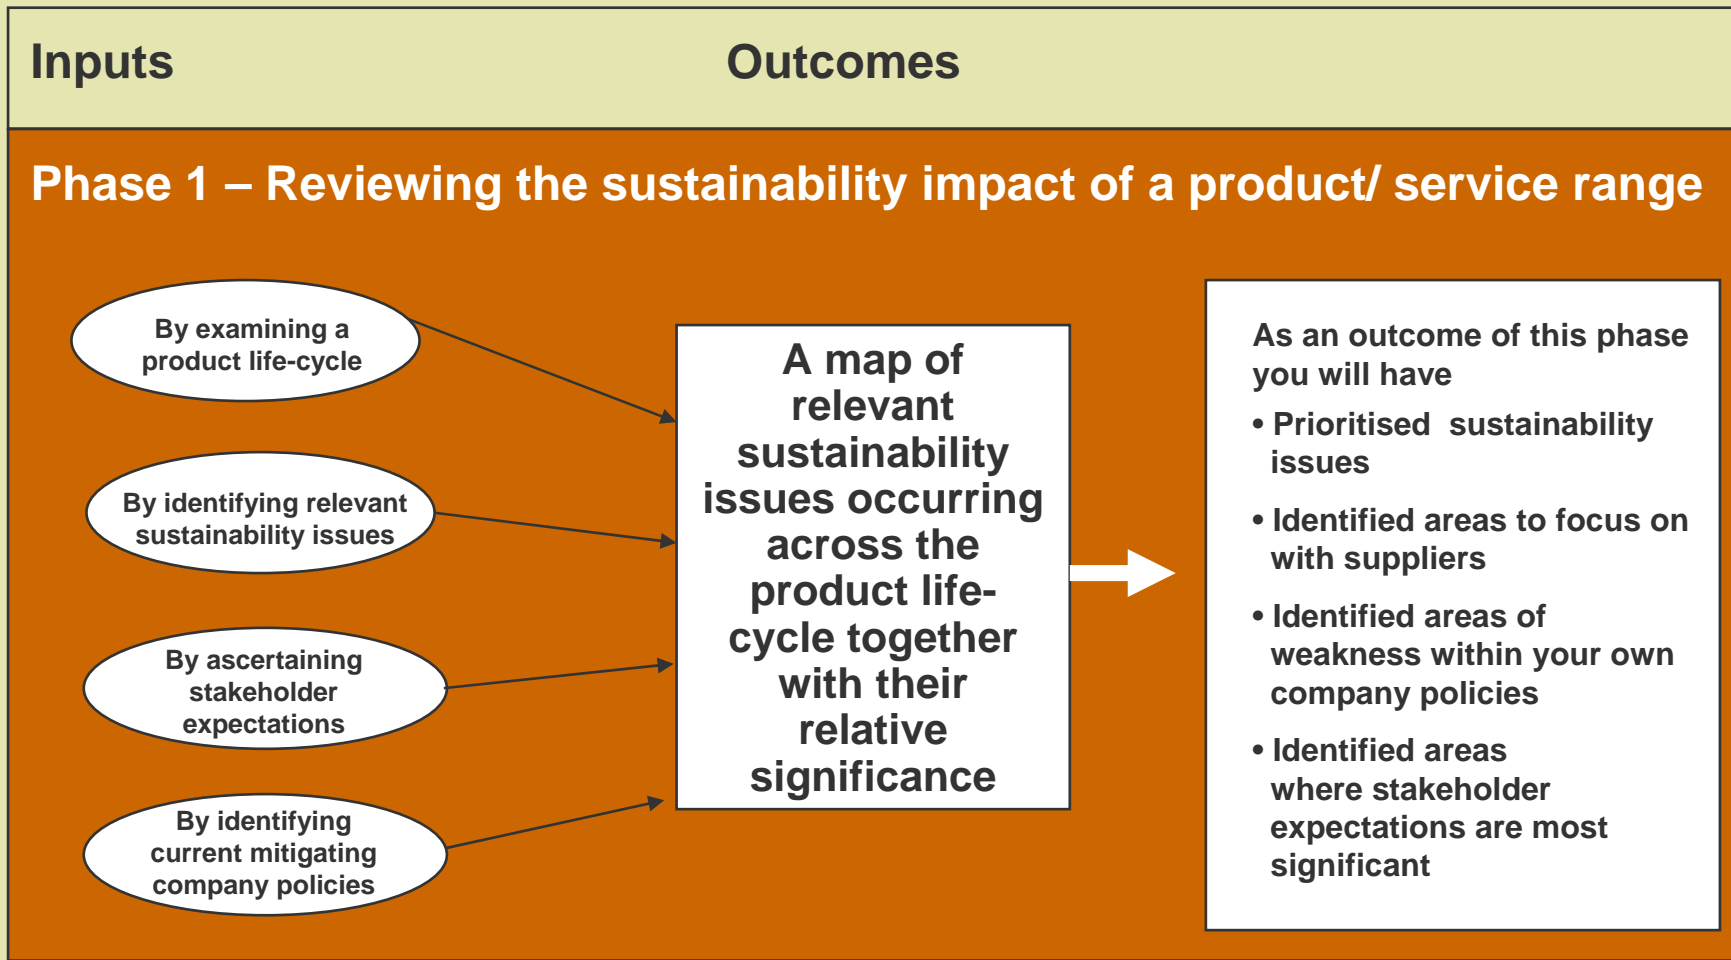 Inputs
Outcomes
Phase 1 – Reviewing the sustainability impact of a product/ service range
By examining a
product life-cycle
By identifying relevant
sustainability issues
By ascertaining
stakeholder
expectations
By identifying
current mitigating
company policies
A map of
relevant
sustainability
issues occurring
across the
product life-
cycle together
with their
relative
significance
As an outcome of this phase
you will have
• Prioritised sustainability
issues
• Identified areas to focus on
with suppliers
• Identified areas of
weakness within your own
company policies
• Identified areas
where stakeholder
expectations are most
significant